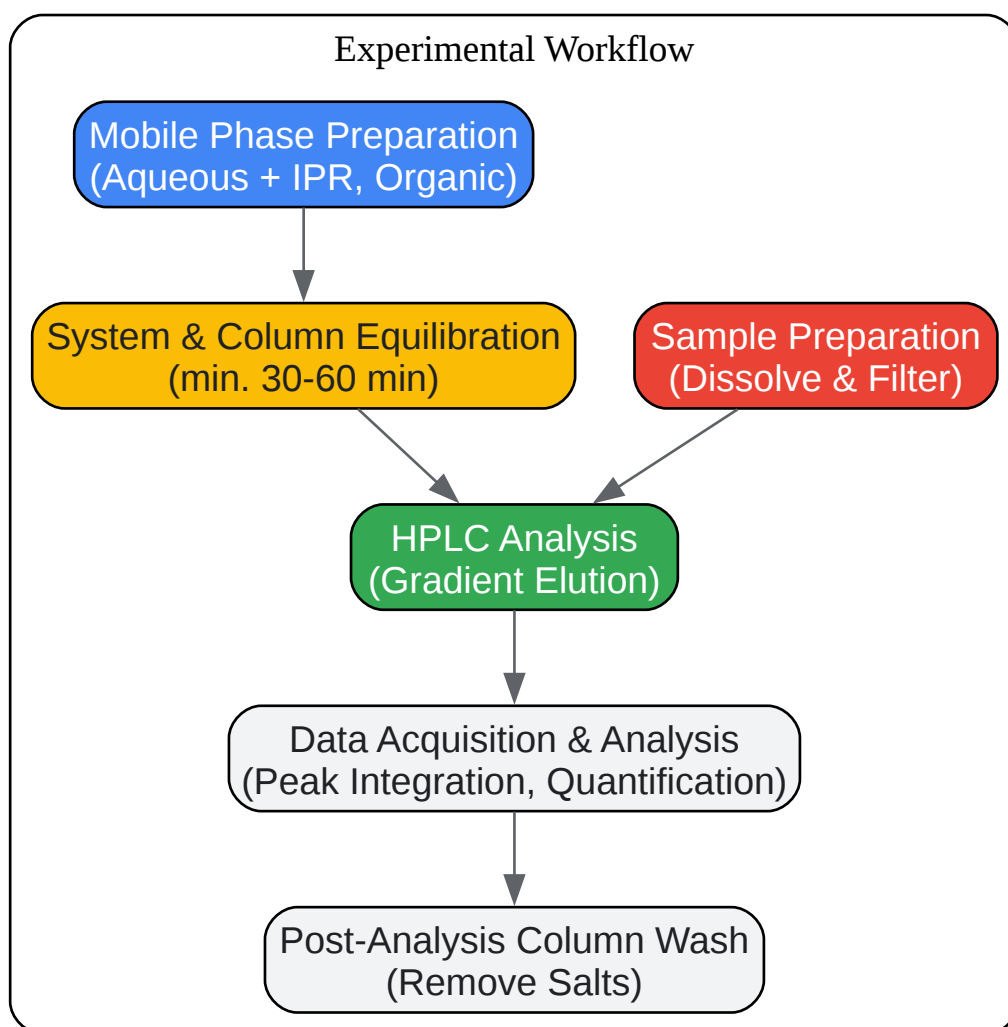 Experimental Workflow
Mobile Phase Preparation
(Aqueous + IPR, Organic)
System & Column Equilibration
(min. 30-60 min)
Sample Preparation
(Dissolve & Filter)
HPLC Analysis
(Gradient Elution)
Data Acquisition & Analysis
(Peak Integration, Quantification)
Post-Analysis Column Wash
(Remove Salts)